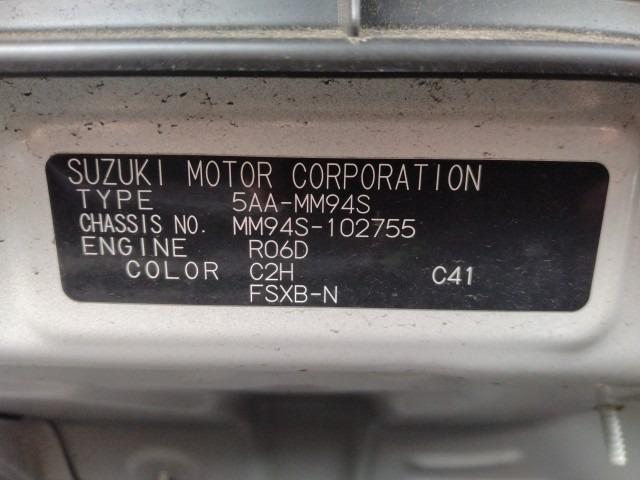 SUZUKI MOTOR CORPORATION
TYPE 5AA-MM94S
CHASSIS NO. MM94S-102755
ENGINE R06D
COLOR C2H C41
FSXB-N